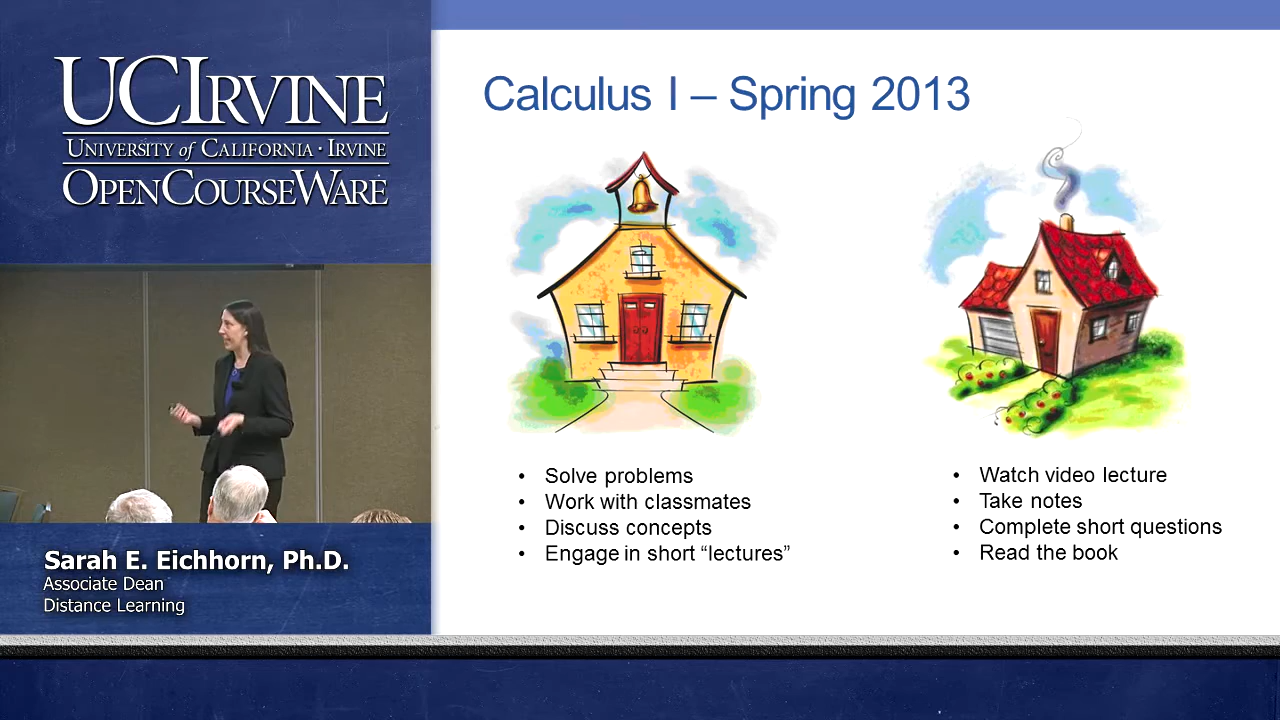 UCIRVINE
UNIVERSITY of CALIFORNIA · IRVINE
OPENCOURSEWARE
Sarah E. Eichhorn, Ph.D.
Associate Dean
Distance Learning
Calculus I – Spring 2013
• Solve problems
• Work with classmates
• Discuss concepts
• Engage in short “lectures”
• Watch video lecture
• Take notes
• Complete short questions
• Read the book